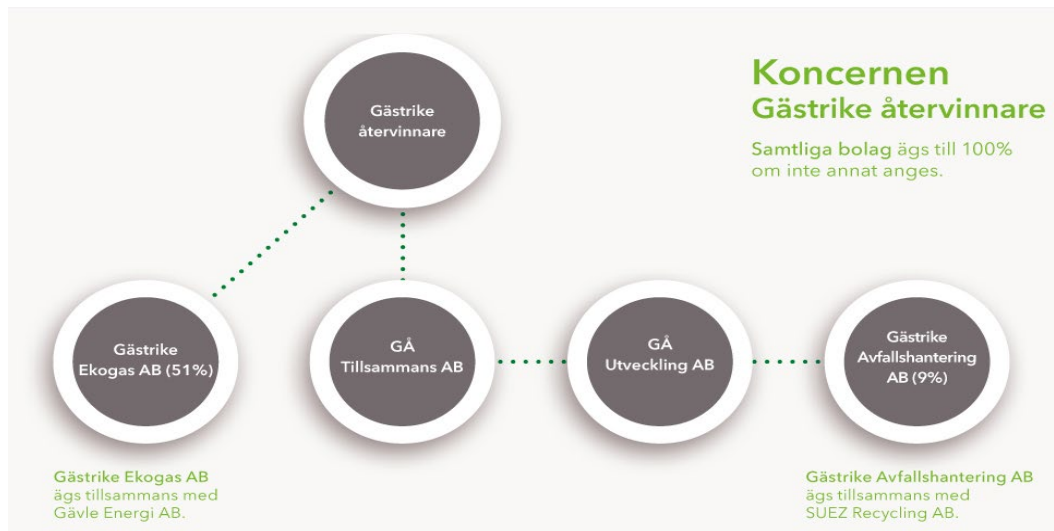 Koncernen
Gästrike återvinnare
Samtliga bolag ägs till 100%
om inte annat anges.
Gästrike
återvinnare
Gästrike
Ekogas AB (51%)
GÅ
Tillsammans AB
GÅ
Utveckling AB
Gästrike
Avfallshantering
AB (9%)
Gästrike Ekogas AB
ägs tillsammans med
Gävle Energi AB.
Gästrike Avfallshantering AB
ägs tillsammans med
SUEZ Recycling AB.